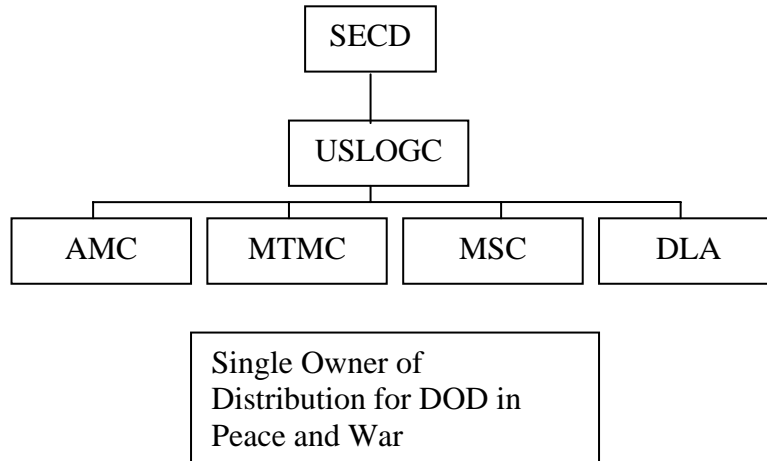 SECD
USLOGC
AMC MTMC MSC DLA
Single Owner of
Distribution for DOD in
Peace and War